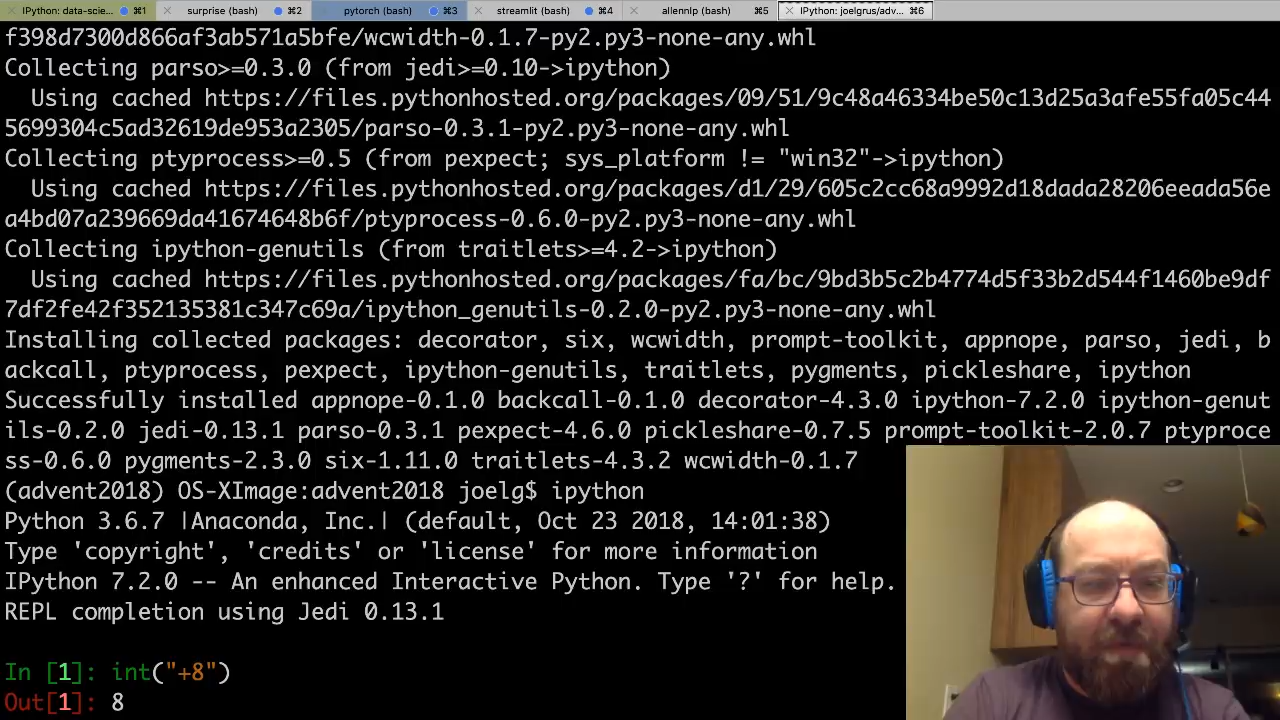 IPython: data-scie... ⌘1 surprise (bash) ⌘2 pytorch (bash) ⌘3 streamlit (bash) ⌘4 allennlp (bash) ⌘5 IPython: joelgrus/adv... ⌘6
f398d7300d866af3ab571a5bfe/wcwidth-0.1.7-py2.py3-none-any.whl
Collecting parso>=0.3.0 (from jedi>=0.10->ipython)
Using cached https://files.pythonhosted.org/packages/09/51/9c48a46334be50c13d25a3afe55fa05c44
5699304c5ad32619de953a2305/parso-0.3.1-py2.py3-none-any.whl
Collecting ptyprocess>=0.5 (from pexpect; sys_platform != "win32"->ipython)
Using cached https://files.pythonhosted.org/packages/d1/29/605c2cc68a9992d18dada28206eeada56e
a4bd07a239669da41674648b6f/ptyprocess-0.6.0-py2.py3-none-any.whl
Collecting ipython-genutils (from traitlets>=4.2->ipython)
Using cached https://files.pythonhosted.org/packages/fa/bc/9bd3b5c2b4774d5f33b2d544f1460be9df
7df2fe42f352135381c347c69a/ipython_genutils-0.2.0-py2.py3-none-any.whl
Installing collected packages: decorator, six, wcwidth, prompt-toolkit, appnope, parso, jedi, b
ackcall, ptyprocess, pexpect, ipython-genutils, traitlets, pygments, pickleshare, ipython
Successfully installed appnope-0.1.0 backcall-0.1.0 decorator-4.3.0 ipython-7.2.0 ipython-genut
ils-0.2.0 jedi-0.13.1 parso-0.3.1 pexpect-4.6.0 pickleshare-0.7.5 prompt-toolkit-2.0.7 ptyproce
ss-0.6.0 pygments-2.3.0 six-1.11.0 traitlets-4.3.2 wcwidth-0.1.7
(advent2018) OS-XImage:advent2018 joelg$ ipython
Python 3.6.7 |Anaconda, Inc.| (default, Oct 23 2018, 14:01:38)
Type 'copyright', 'credits' or 'license' for more information
IPython 7.2.0 -- An enhanced Interactive Python. Type '?' for help.
REPL completion using Jedi 0.13.1
In [1]: int("+8")
Out[1]: 8